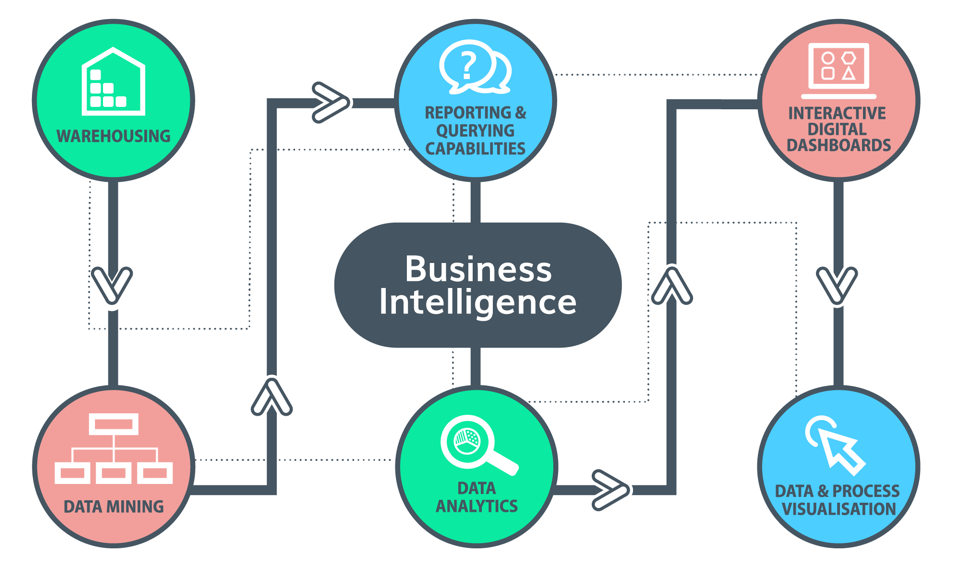 WAREHOUSING
?
REPORTING &
QUERYING
CAPABILITIES
INTERACTIVE
DIGITAL
DASHBOARDS
Business
Intelligence
DATA MINING
DATA
ANALYTICS
DATA & PROCESS
VISUALISATION